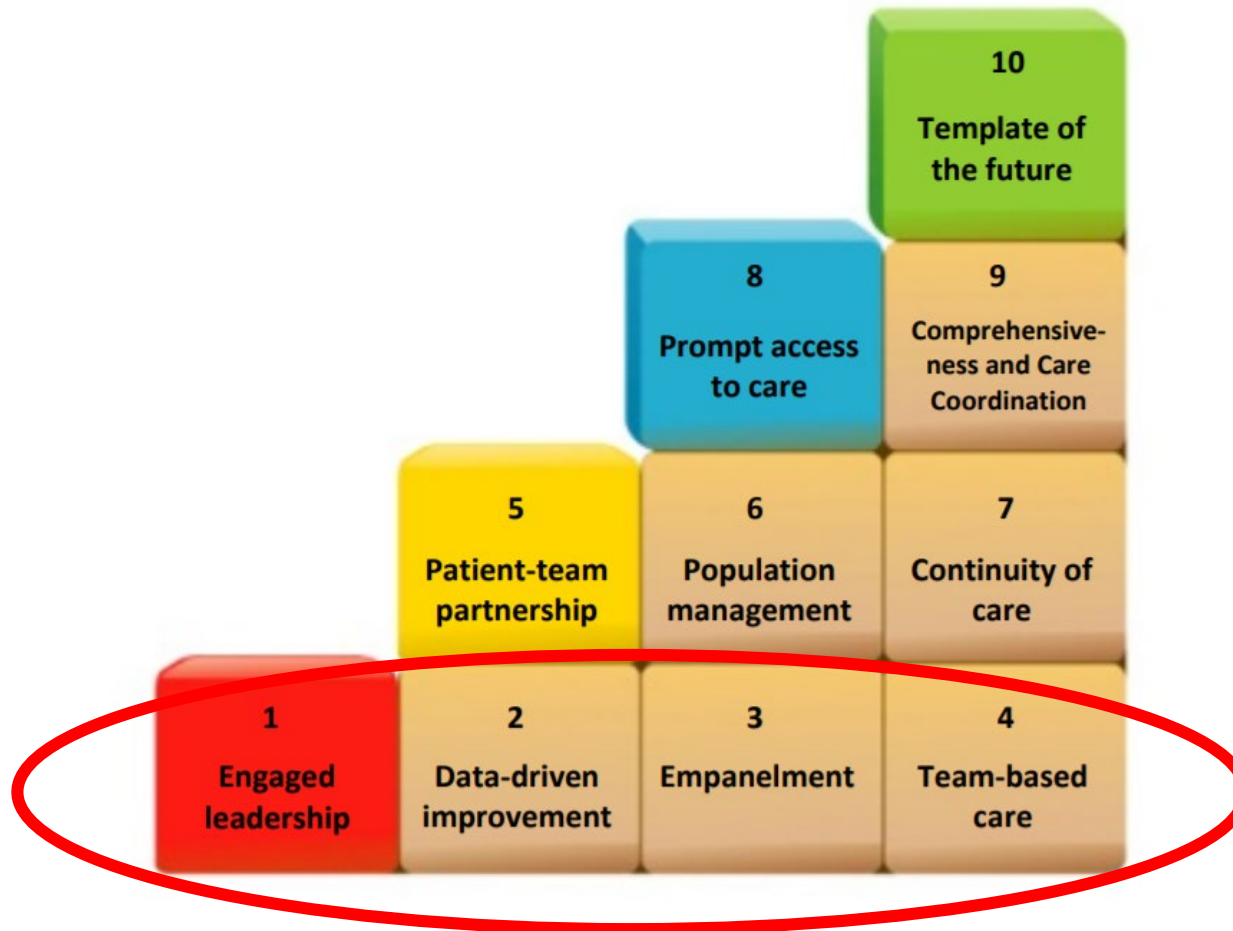 10
Template of
the future
8
Prompt access
to care
9
Comprehensive-
ness and Care
Coordination
5
Patient-team
partnership
6
Population
management
7
Continuity of
care
1
Engaged
leadership
2
Data-driven
improvement
3
Empanelment
4
Team-based
care